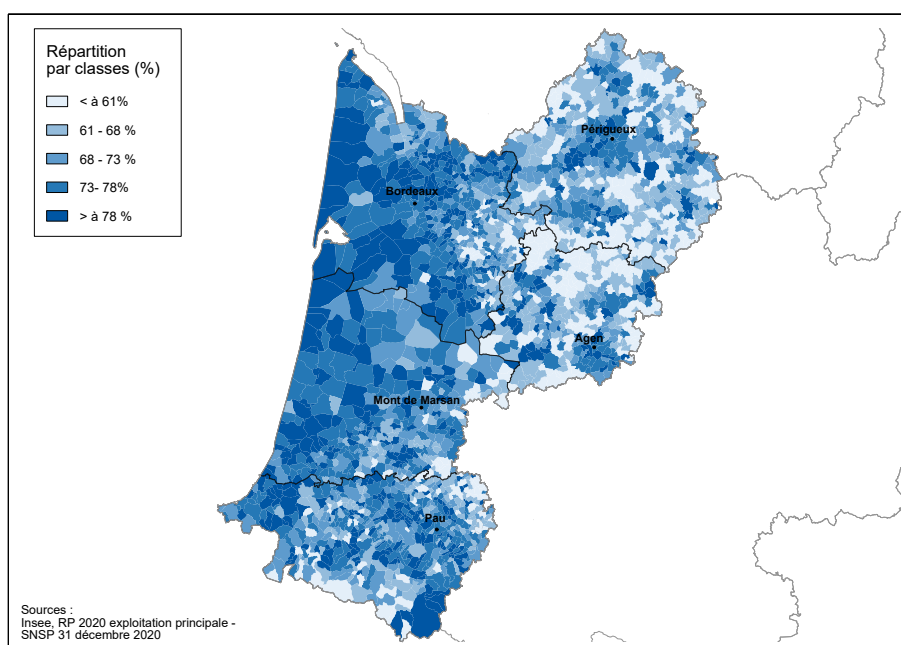 Répartition
par classes (%)
< à 61%
61 - 68 %
68 - 73 %
73- 78%
> à 78 %
Périgueux
Bordeaux
Agen
Mont de Marsan
Pau
Sources :
Insee, RP 2020 exploitation principale -
SNSP 31 décembre 2020